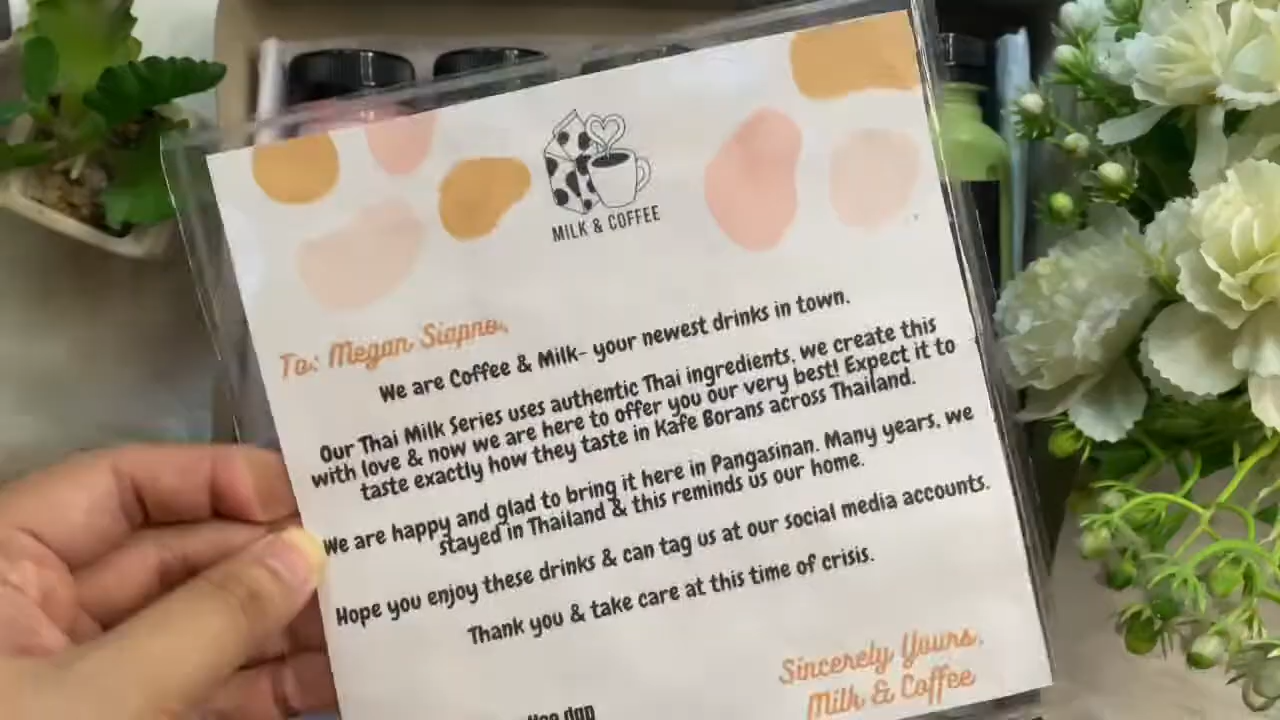 MILK & COFFEE
To: Megan Siapno,
We are Coffee & Milk- your newest drinks in town.
Our Thai Milk Series uses authentic Thai ingredients, we create this
with love & now we are here to offer you our very best! Expect it to
taste exactly how they taste in Kafe Borans across Thailand.
We are happy and glad to bring it here in Pangasinan. Many years, we
stayed in Thailand & this reminds us our home.
Hope you enjoy these drinks & can tag us at our social media accounts.
Thank you & take care at this time of crisis.
Sincerely Yours,
Milk & Coffee